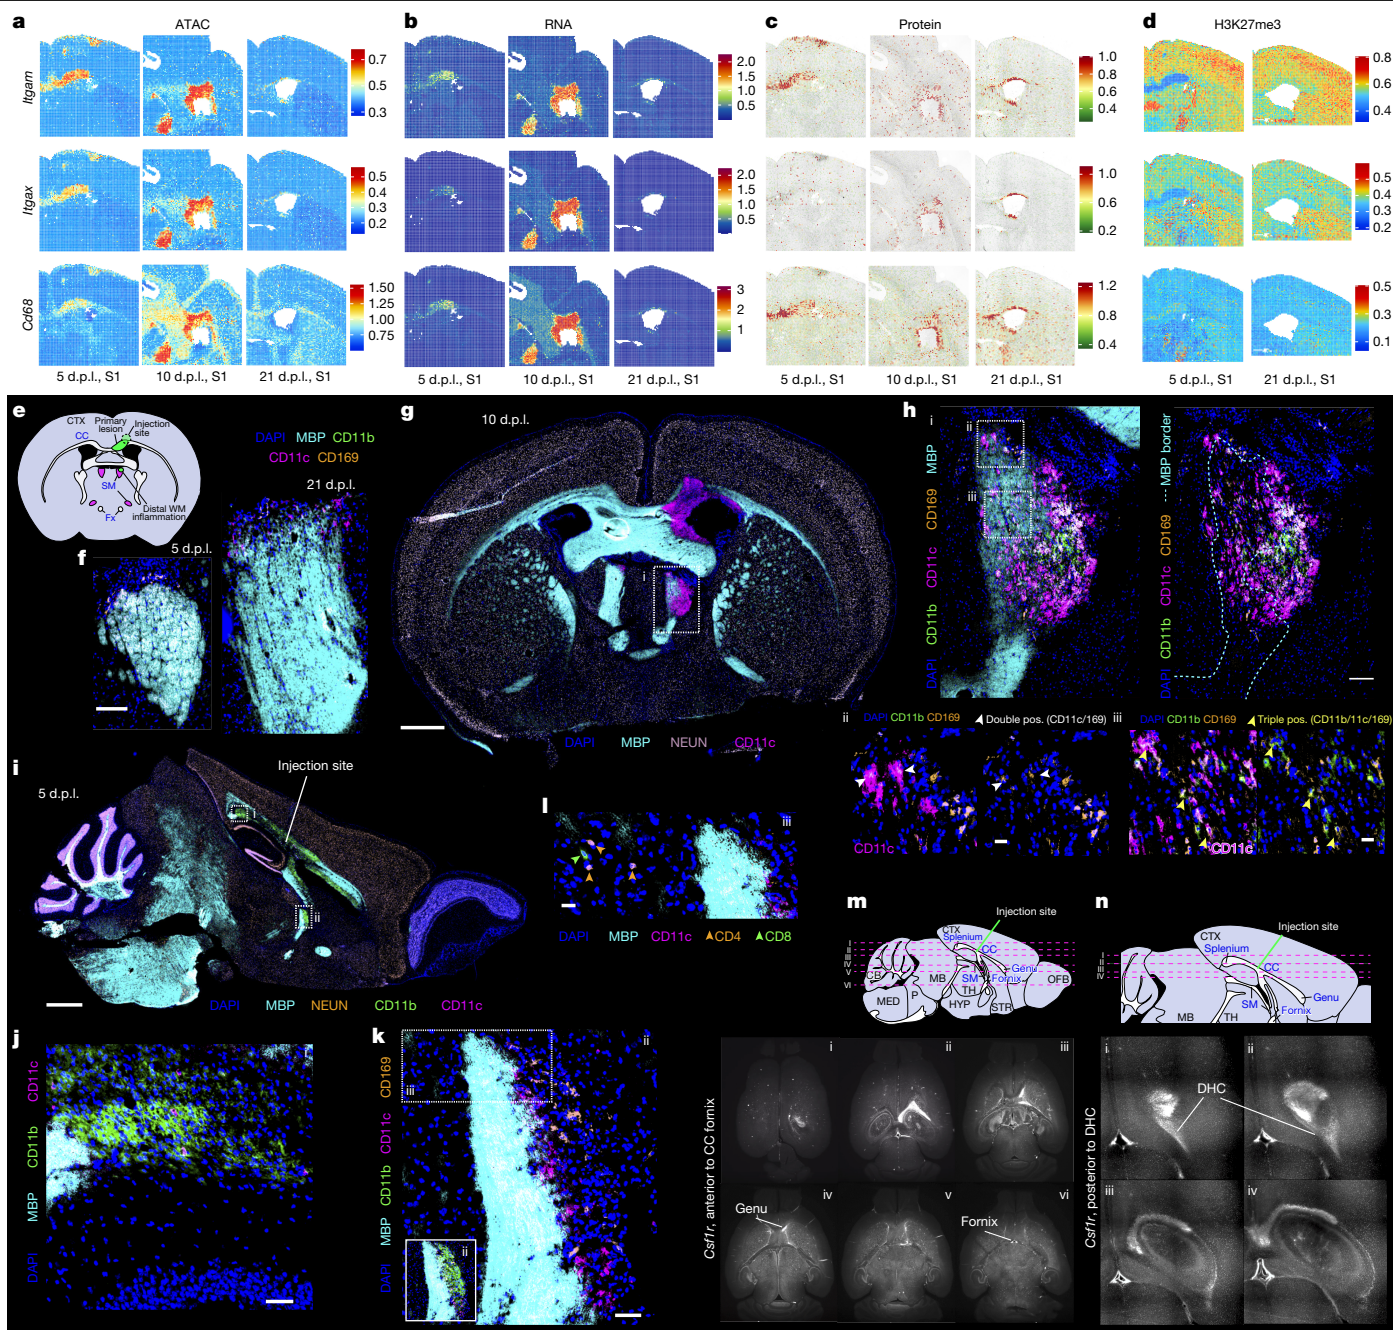 a
ATAC
b
RNA
c
Protein
d
H3K27me3
Itgam
0.7
0.5
0.3
2.0
1.5
1.0
0.5
1.0
0.8
0.6
0.4
0.8
0.6
0.4
Itgax
0.5
0.4
0.3
0.2
2.0
1.5
1.0
0.5
1.0
0.6
0.2
0.5
0.4
0.3
0.2
Cd68
1.50
1.25
1.00
0.75
3
2
1
1.2
0.8
0.4
0.5
0.3
0.1
5 d.p.l., S1
10 d.p.l., S1
21 d.p.l., S1
5 d.p.l., S1
10 d.p.l., S1
21 d.p.l., S1
5 d.p.l., S1
10 d.p.l., S1
21 d.p.l., S1
5 d.p.l., S1
21 d.p.l., S1
e
CTX
Primary lesion
Injection site
CC
SM
Fx
Distal WM inflammation
DAPI MBP CD11b
CD11c CD169
f
5 d.p.l.
21 d.p.l.
g
10 d.p.l.
i
DAPI MBP NEUN CD11c
h
i
ii
iii
DAPI CD11b CD11c CD169 MBP
DAPI CD11b CD11c CD169 --- MBP border
ii
DAPI CD11b CD169
Double pos. (CD11c/169)
CD11c
iii
DAPI CD11b CD169
Triple pos. (CD11b/11c/169)
CD11c
i
5 d.p.l.
Injection site
i
ii
DAPI MBP NEUN CD11b CD11c
l
iii
DAPI MBP CD11c CD4 CD8
j
i
DAPI MBP CD11b CD11c
k
ii
iii
ii
DAPI MBP CD11b CD11c CD169
m
Injection site
CTX
Splenium
CC
I
II
III
IV
V
VI
CB
MB
SM
TH
Genu
Fornix
OFB
MED
P
HYP
STR
n
Injection site
CTX
Splenium
CC
I
II
III
IV
SM
Genu
Fornix
MB
TH
Csf1r, anterior to CC fornix
i
ii
iii
iv
v
vi
Genu
Fornix
Csf1r, posterior to DHC
i
ii
DHC
iii
iv